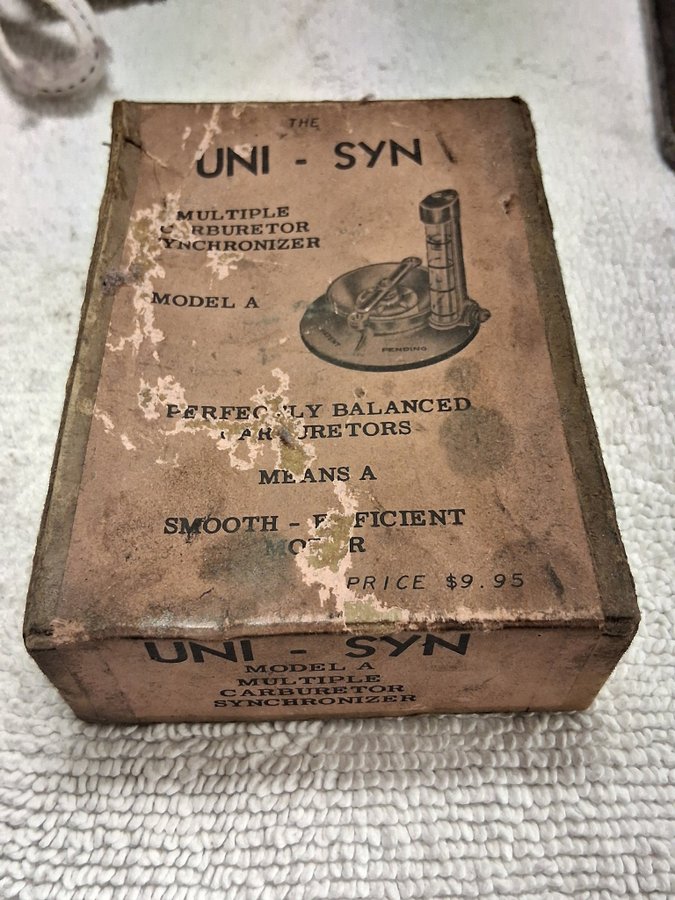 THE
UNI - SYN
MULTIPLE
CARBURETOR
SYNCHRONIZER
MODEL A
PATENT PENDING
PERFECTLY BALANCED
CARBURETORS
MEANS A
SMOOTH - EFFICIENT
MOTOR
PRICE $9.95
UNI - SYN
MODEL A
MULTIPLE
CARBURETOR
SYNCHRONIZER